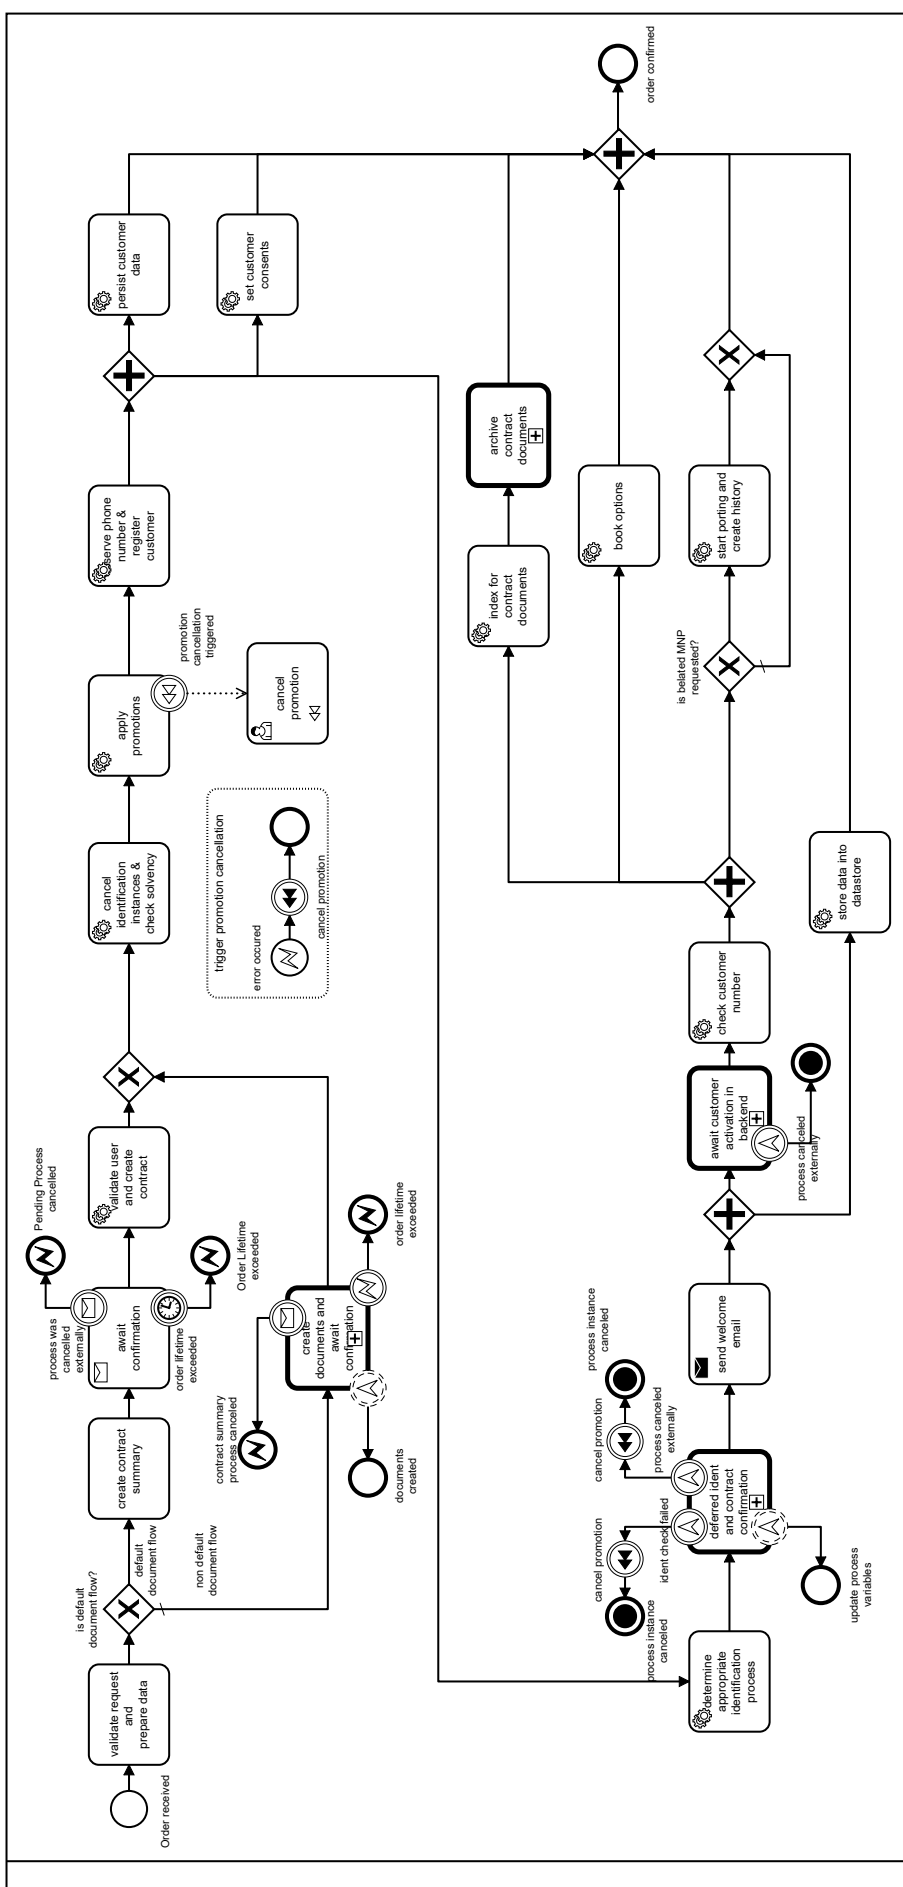 Order received
validate request
and
prepare data
is default
document flow?
default
document flow
non default
document flow
create contract
summary
await
confirmation
process was
cancelled
externally
Pending Process
cancelled
order lifetime
exceeded
Order Lifetime
exceeded
validate user
and create
contract
create
documents and
await
confirmation
contract summary
process canceled
documents
created
order lifetime
exceeded
cancel
identification
instances &
check solvency
apply
promotions
promotion
cancellation
triggered
cancel
promotion
trigger promotion cancellation
error occured
cancel promotion
serve phone
number &
register
customer
persist customer
data
set customer
consents
determine
appropriate
identification
process
deferred ident
and contract
confirmation
ident check failed
cancel promotion
process instance
canceled
process canceled
externally
cancel promotion
process instance
canceled
update process
variables
send welcome
email
await customer
activation in
backend
process canceled
externally
check customer
number
store data into
datastore
index for
contract
documents
archive
contract
documents
book options
is belated MNP
requested?
start porting and
create history
order confirmed